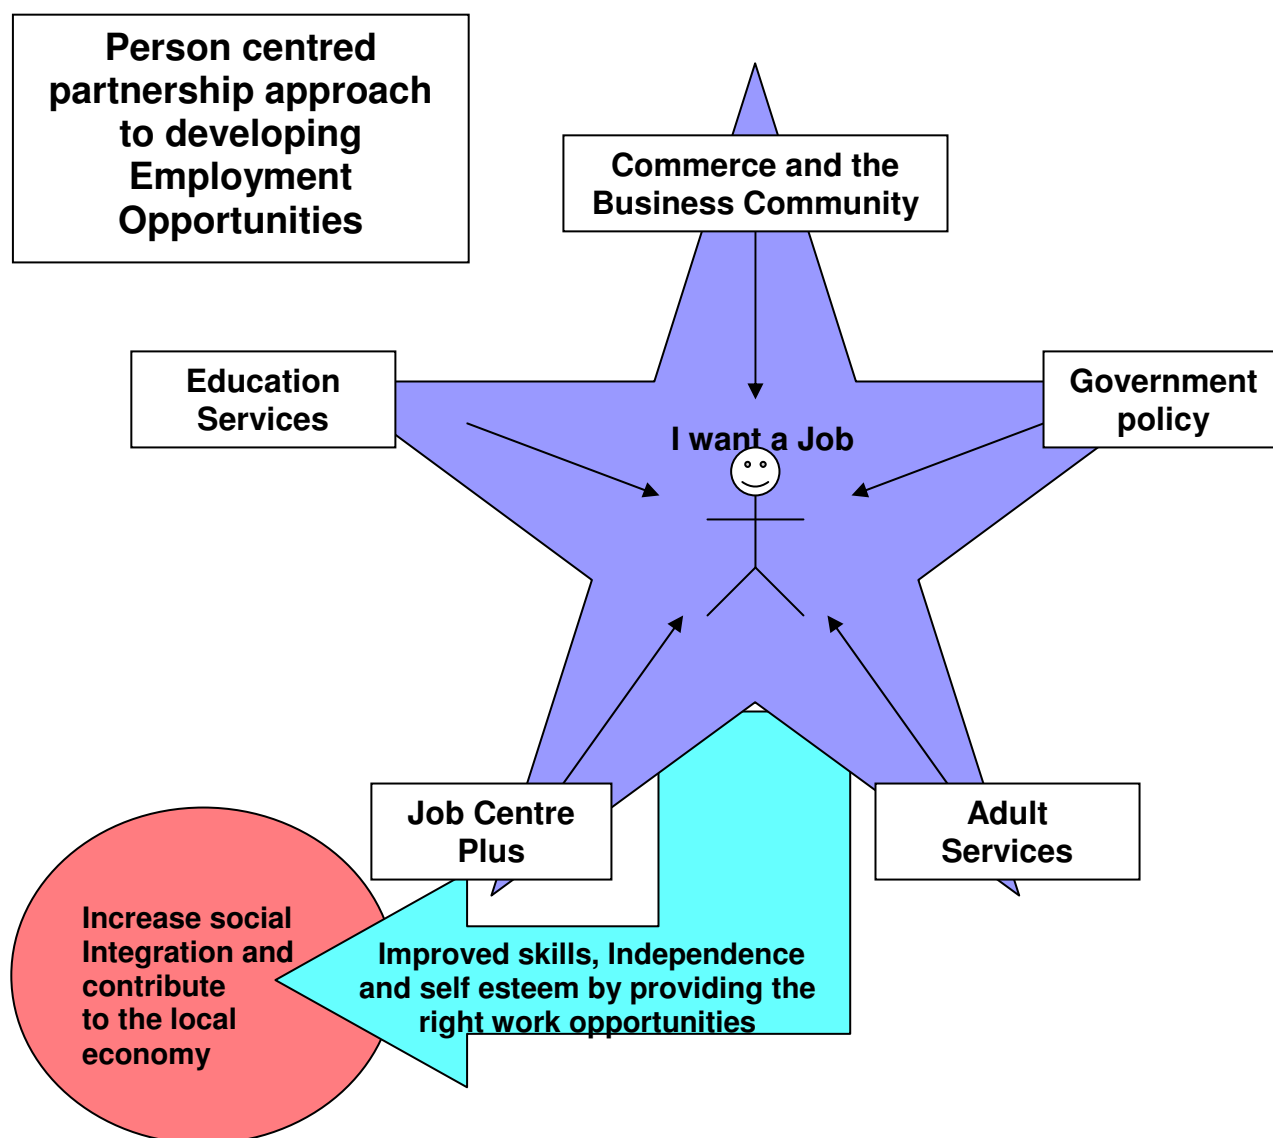 Person centred
partnership approach
to developing
Employment
Opportunities
Commerce and the
Business Community
Education
Services
Government
policy
I want a Job
Job Centre
Plus
Adult
Services
Increase social
Integration and
contribute
to the local
economy
Improved skills, Independence
and self esteem by providing the
right work opportunities